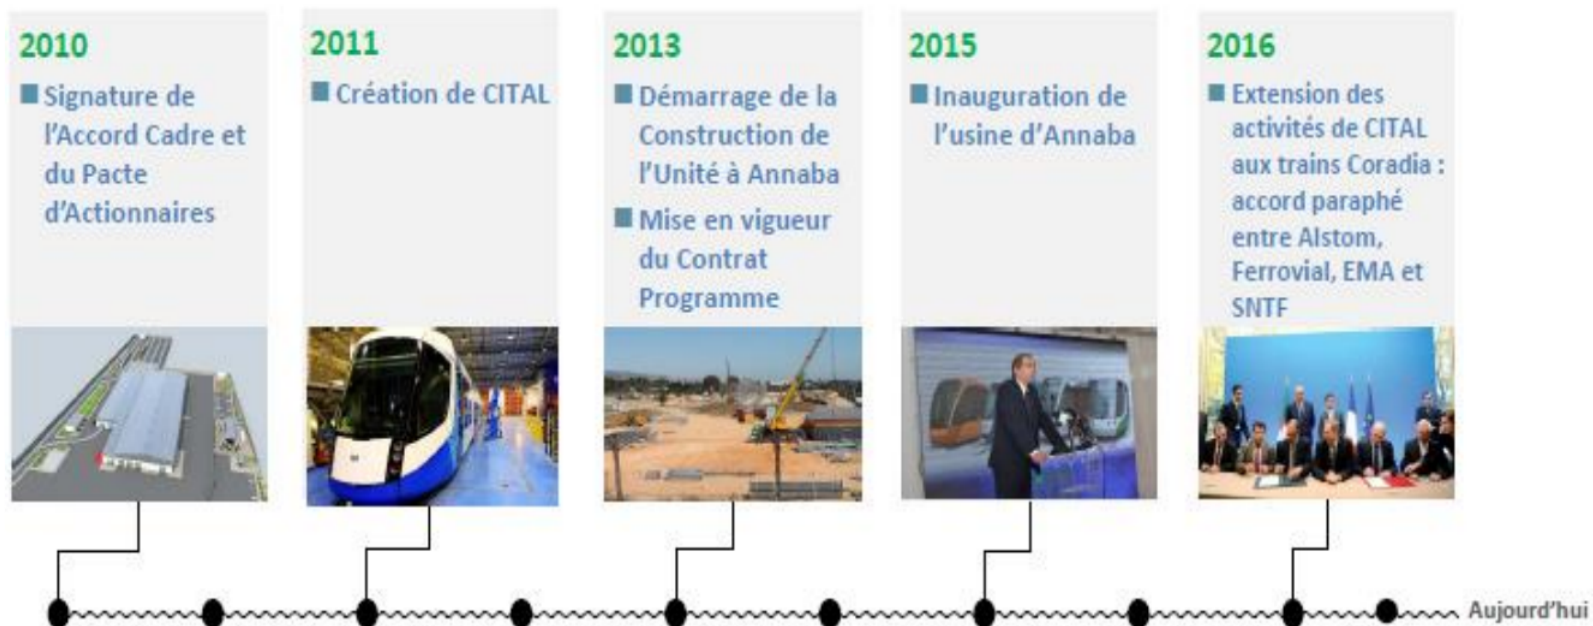 2010
Signature de
l'Accord Cadre et
du Pacte
d'Actionnaires
2011
Création de CITAL
2013
Démarrage de la
Construction de
l'Unité à Annaba
Mise en vigueur
du Contrat
Programme
2015
Inauguration de
l'usine d'Annaba
2016
Extension des
activités de CITAL
aux trains Coradia :
accord paraphé
entre Alstom,
Ferrovial, EMA et
SNTF
Aujourd'hui